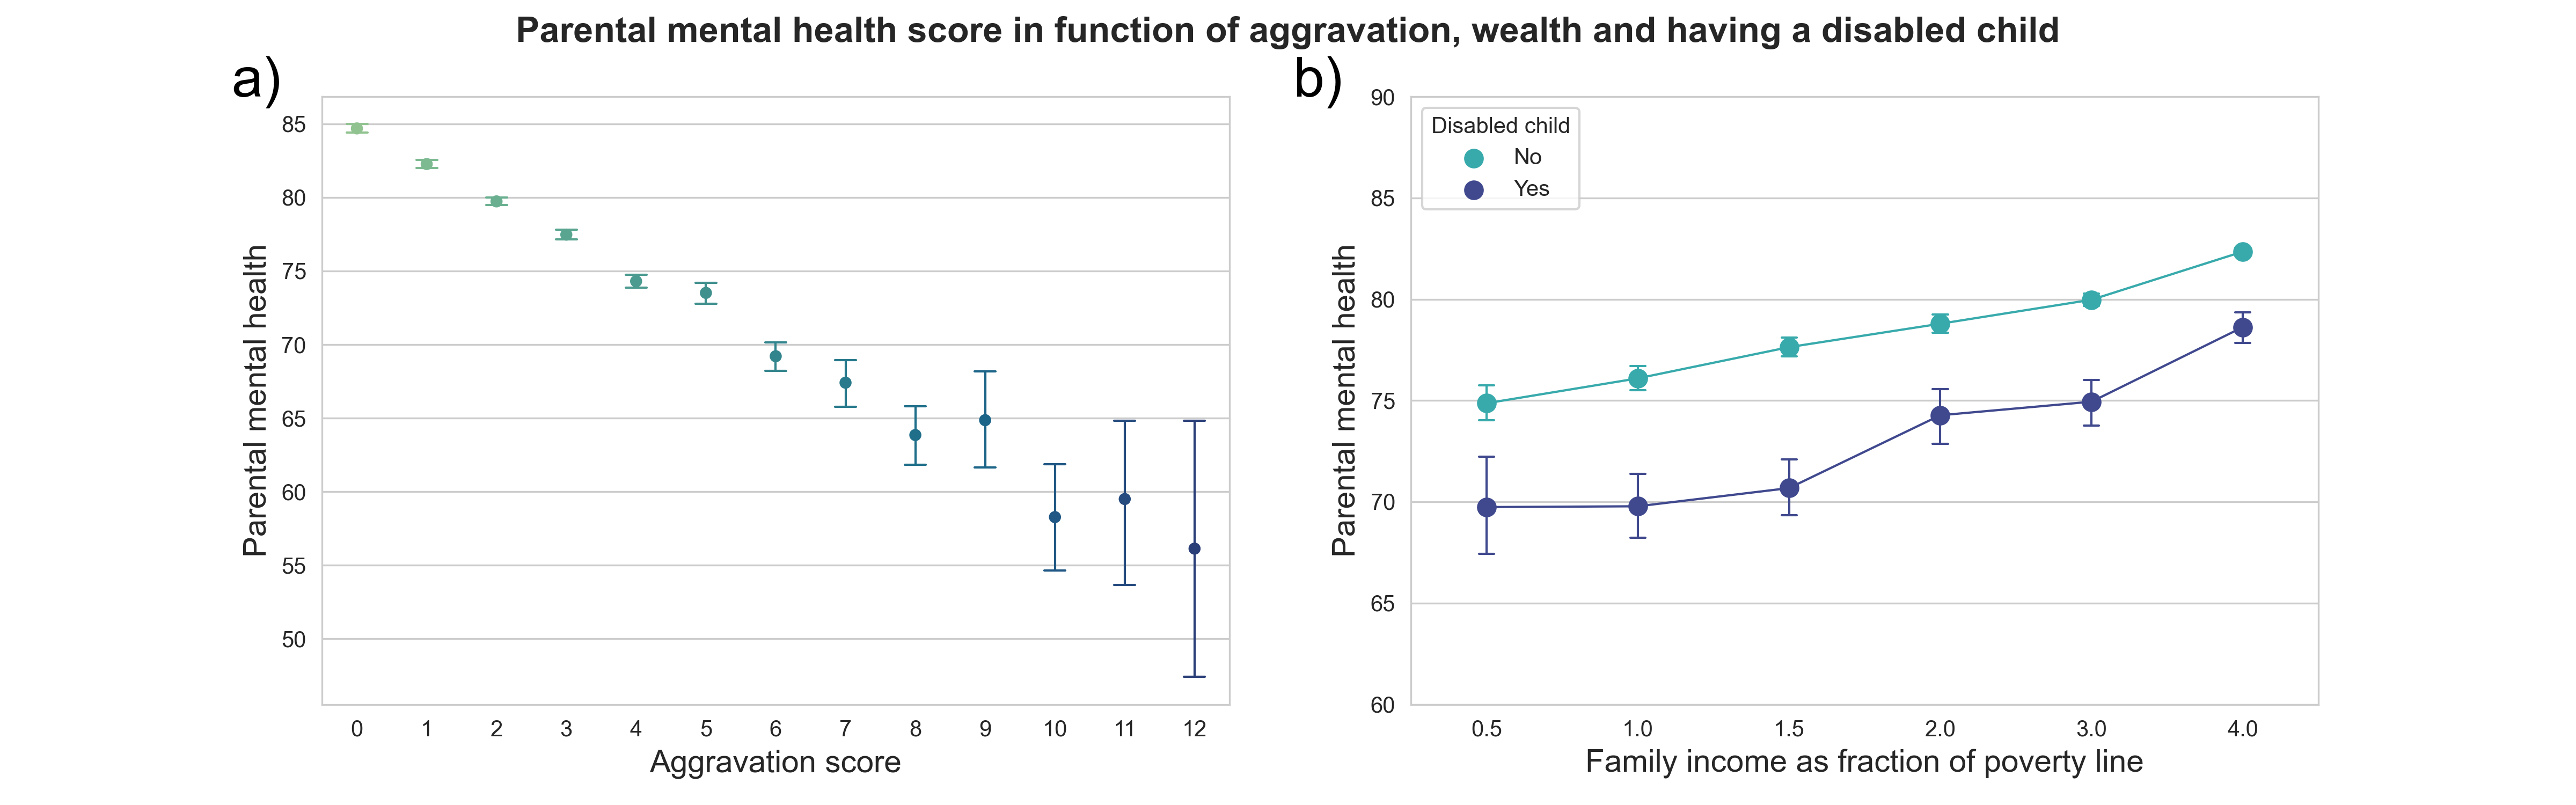 Parental mental health score in function of aggravation, wealth and having a disabled child
a)
Parental mental health
85
80
75
70
65
60
55
50
0 1 2 3 4 5 6 7 8 9 10 11 12
Aggravation score
b)
Parental mental health
90
85
80
75
70
65
60
Disabled child
No
Yes
0.5 1.0 1.5 2.0 3.0 4.0
Family income as fraction of poverty line